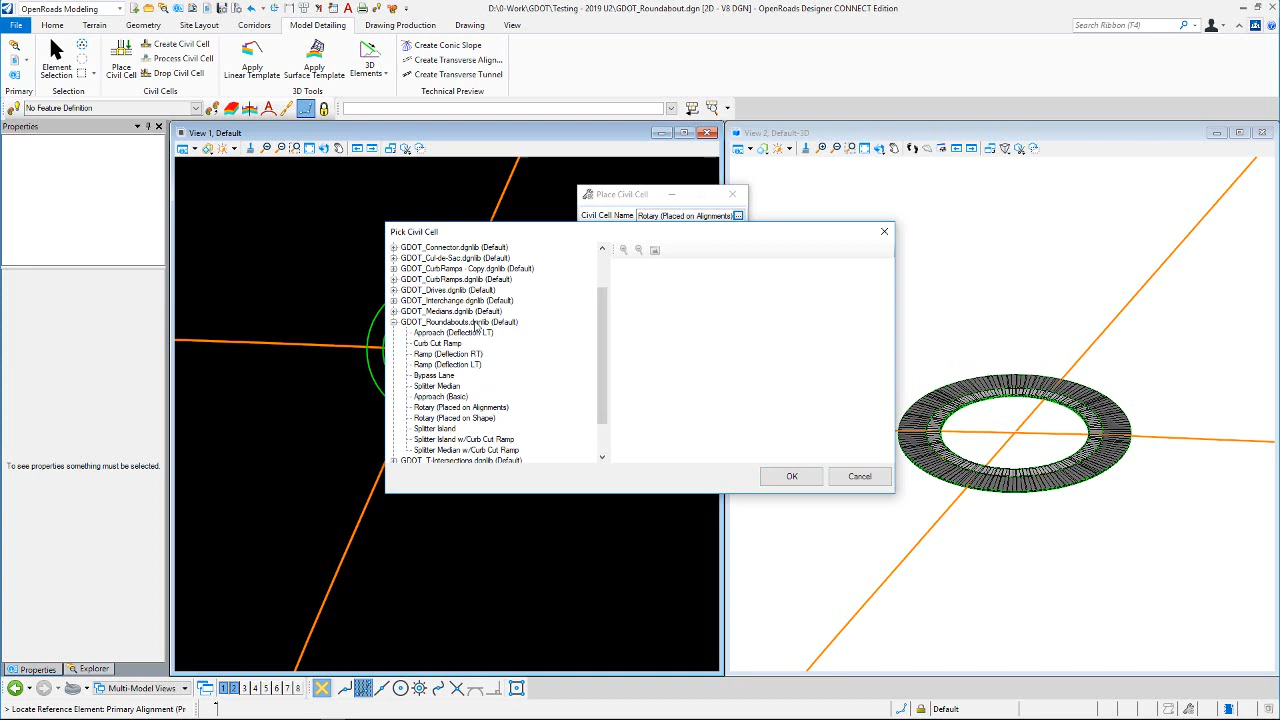 OpenRoads Modeling
D:\0-Work\GDOT\Testing - 2019 U2\GDOT_Roundabout.dgn [2D - V8 DGN] - OpenRoads Designer CONNECT Edition
File
Home
Terrain
Geometry
Site Layout
Corridors
Model Detailing
Drawing Production
Drawing
Utilities
View
Search Ribbon (F4)
Element Selection
Place Civil Cell
Create Civil Cell
Process Civil Cell
Drop Civil Cell
Apply Linear Template
Apply Surface Template
3D Elements
Create Conic Slope
Create Transverse Align...
Create Transverse Tunnel
Primary
Selection
Civil Cells
3D Tools
Technical Preview
No Feature Definition
Properties
View 1, Default
View 2, Default-3D
Place Civil Cell
Civil Cell Name
Rotary (Placed on Alignments)
Pick Civil Cell
GDOT_Connector.dgnlib (Default)
GDOT_Cul-de-Sac.dgnlib (Default)
GDOT_CurbRamps - Copy.dgnlib (Default)
GDOT_CurbRamps.dgnlib (Default)
GDOT_Drives.dgnlib (Default)
GDOT_Interchange.dgnlib (Default)
GDOT_Medians.dgnlib (Default)
GDOT_Roundabouts.dgnlib (Default)
Approach (Deflection LT)
Curb Cut Ramp
Ramp (Deflection RT)
Ramp (Deflection LT)
Bypass Lane
Splitter Median
Approach (Basic)
Rotary (Placed on Alignments)
Rotary (Placed on Shape)
Splitter Island
Splitter Island w/Curb Cut Ramp
Splitter Median w/Curb Cut Ramp
GDOT_T-Intersections.dgnlib (Default)
OK
Cancel
To see properties something must be selected.
Properties
Explorer
Multi-Model Views
1 2 3 4 5 6 7 8
> Locate Reference Element: Primary Alignment (Pr
Default